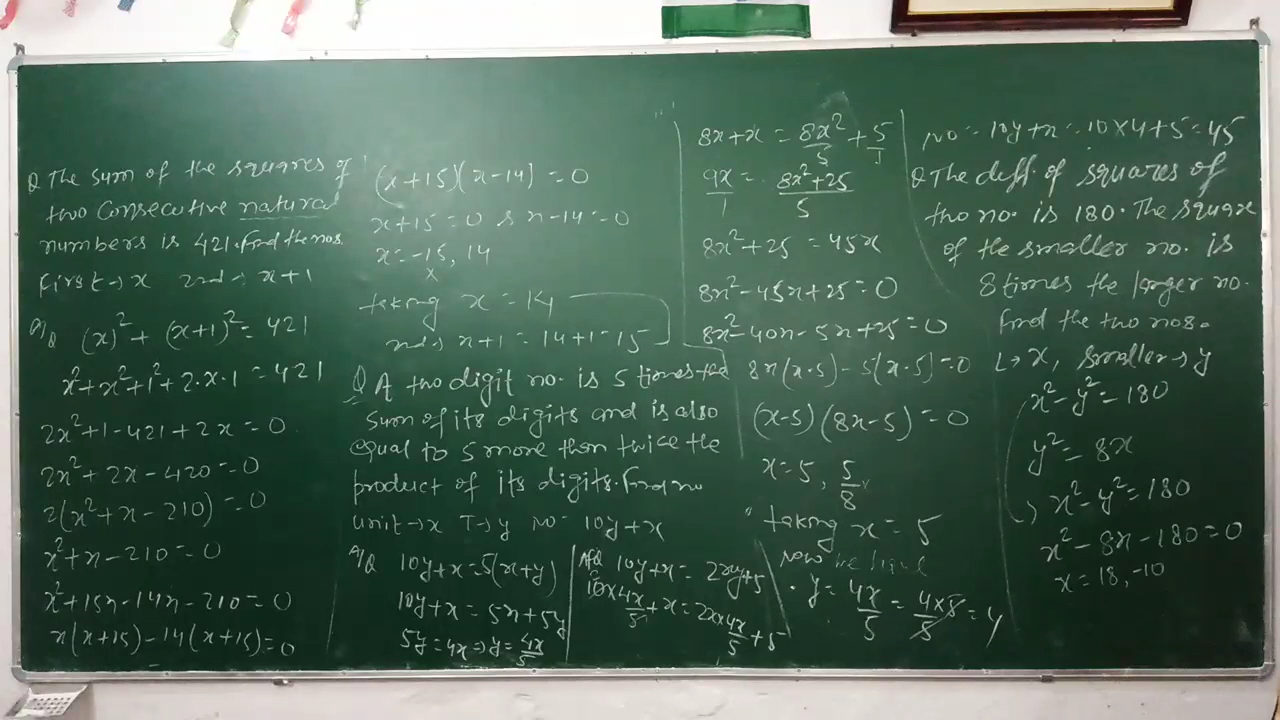 Q The sum of the squares of
two consecutive natural
numbers is 421. find the nos.
first → x 2nd → x+1
A/Q (x)² + (x+1)² = 421
x²+x²+1²+2·x·1 = 421
2x²+1-421+2x = 0
2x²+2x-420 = 0
2(x²+x-210) = 0
x²+x-210 = 0
x²+15x-14x-210 = 0
x(x+15)-14(x+15) = 0
(x+15)(x-14) = 0
x+15 = 0 , x-14 = 0
x = -15, 14
×
taking x = 14
2nd → x+1 = 14+1 = 15
Q A two digit no. is 5 times the
sum of its digits and is also
equal to 5 more than twice the
product of its digits. Find no
unit → x T → y no = 10y+x
A/Q 10y+x = 5(x+y)
10y+x = 5x+5y
5y = 4x ⇒ y = 4x/5
A/Q 10y+x = 2xy+5
10×4x/5 + x = 2x×4x/5 + 5
8x+x = 8x²/5 + 5/1
9x/1 = 8x²+25/5
8x²+25 = 45x
8x²-45x+25 = 0
8x²-40x-5x+25 = 0
8x(x-5)-5(x-5) = 0
(x-5)(8x-5) = 0
x = 5, 5/8 ×
taking x = 5
now we have
y = 4x/5 = 4×5/5 = 4
no = 10y+x = 10×4+5 = 45
Q The diff. of squares of
two no. is 180. The square
of the smaller no. is
8 times the larger no.
find the two nos.
L → x, smaller → y
x²-y² = 180
y² = 8x
x²-y² = 180
x²-8x-180 = 0
x = 18, -10